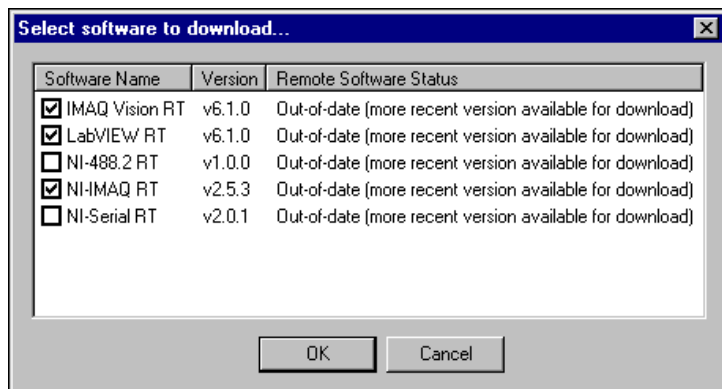 Select software to download...
Software Name Version Remote Software Status
IMAQ Vision RT v6.1.0 Out-of-date (more recent version available for download)
LabVIEW RT v6.1.0 Out-of-date (more recent version available for download)
NI-488.2 RT v1.0.0 Out-of-date (more recent version available for download)
NI-IMAQ RT v2.5.3 Out-of-date (more recent version available for download)
NI-Serial RT v2.0.1 Out-of-date (more recent version available for download)
OK Cancel